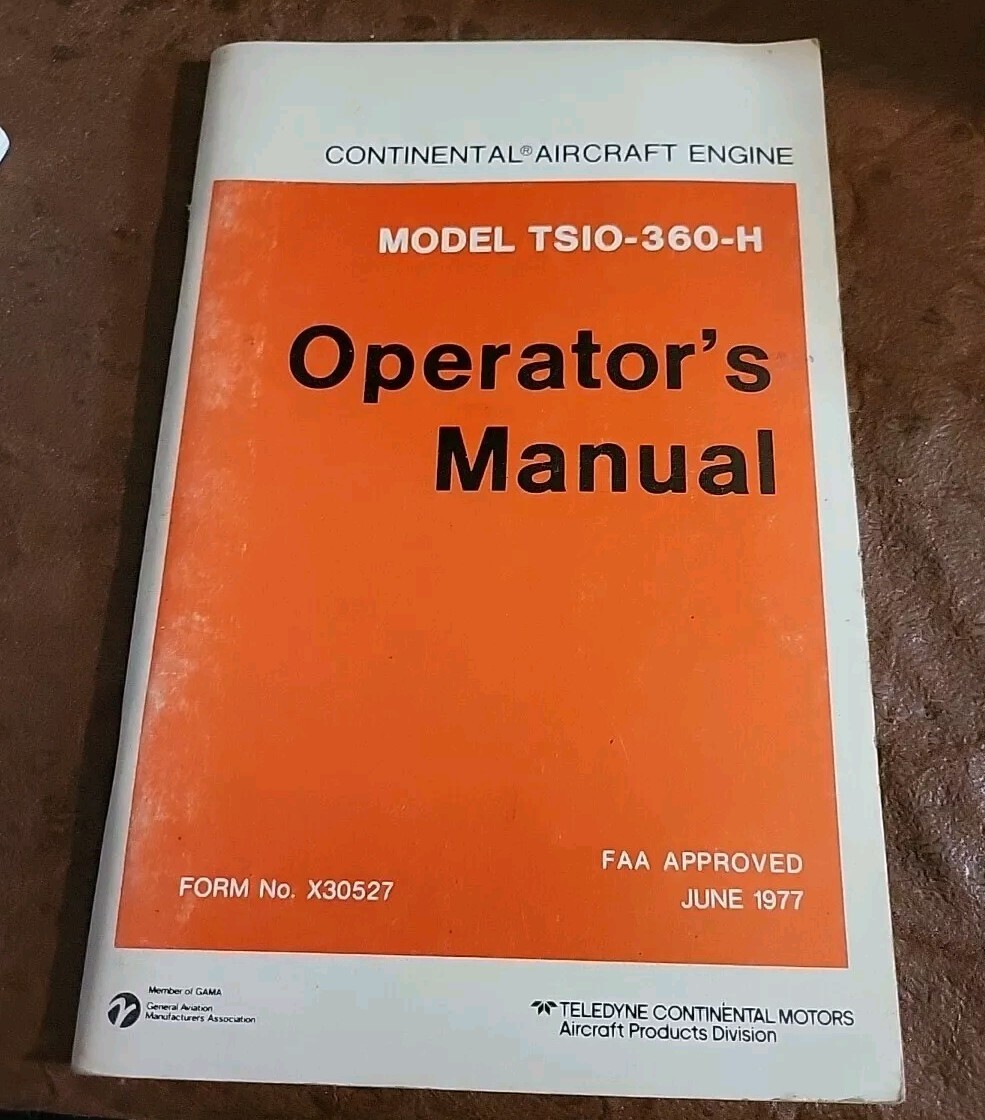 CONTINENTAL® AIRCRAFT ENGINE
MODEL TSIO-360-H
Operator's
Manual
FAA APPROVED
FORM No. X30527
JUNE 1977
Member of GAMA
General Aviation
Manufacturers Association
TELEDYNE CONTINENTAL MOTORS
Aircraft Products Division